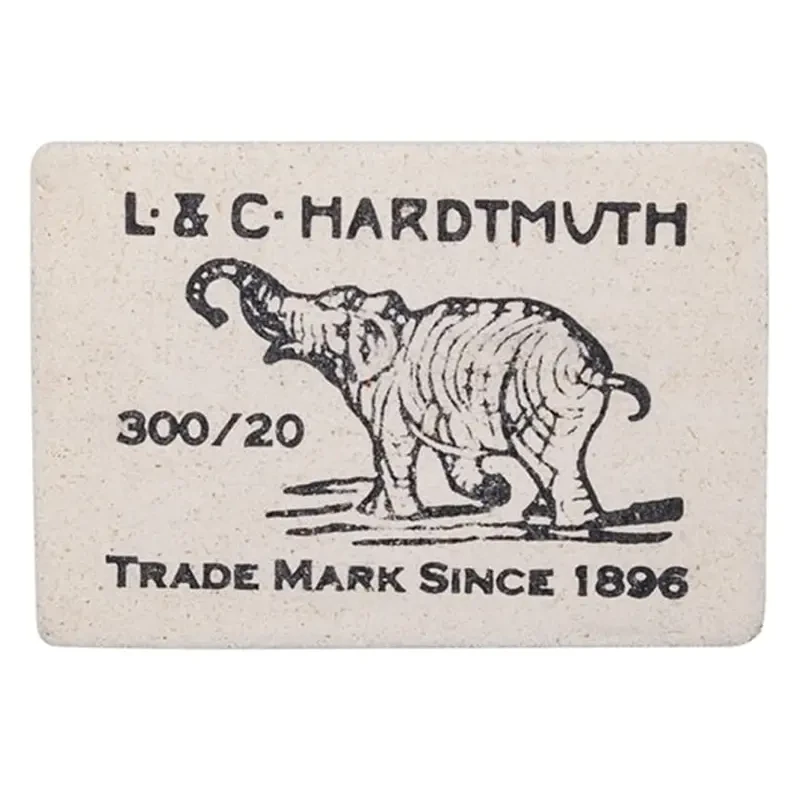 L. & C. HARDTMUTH
300/20
TRADE MARK SINCE 1896